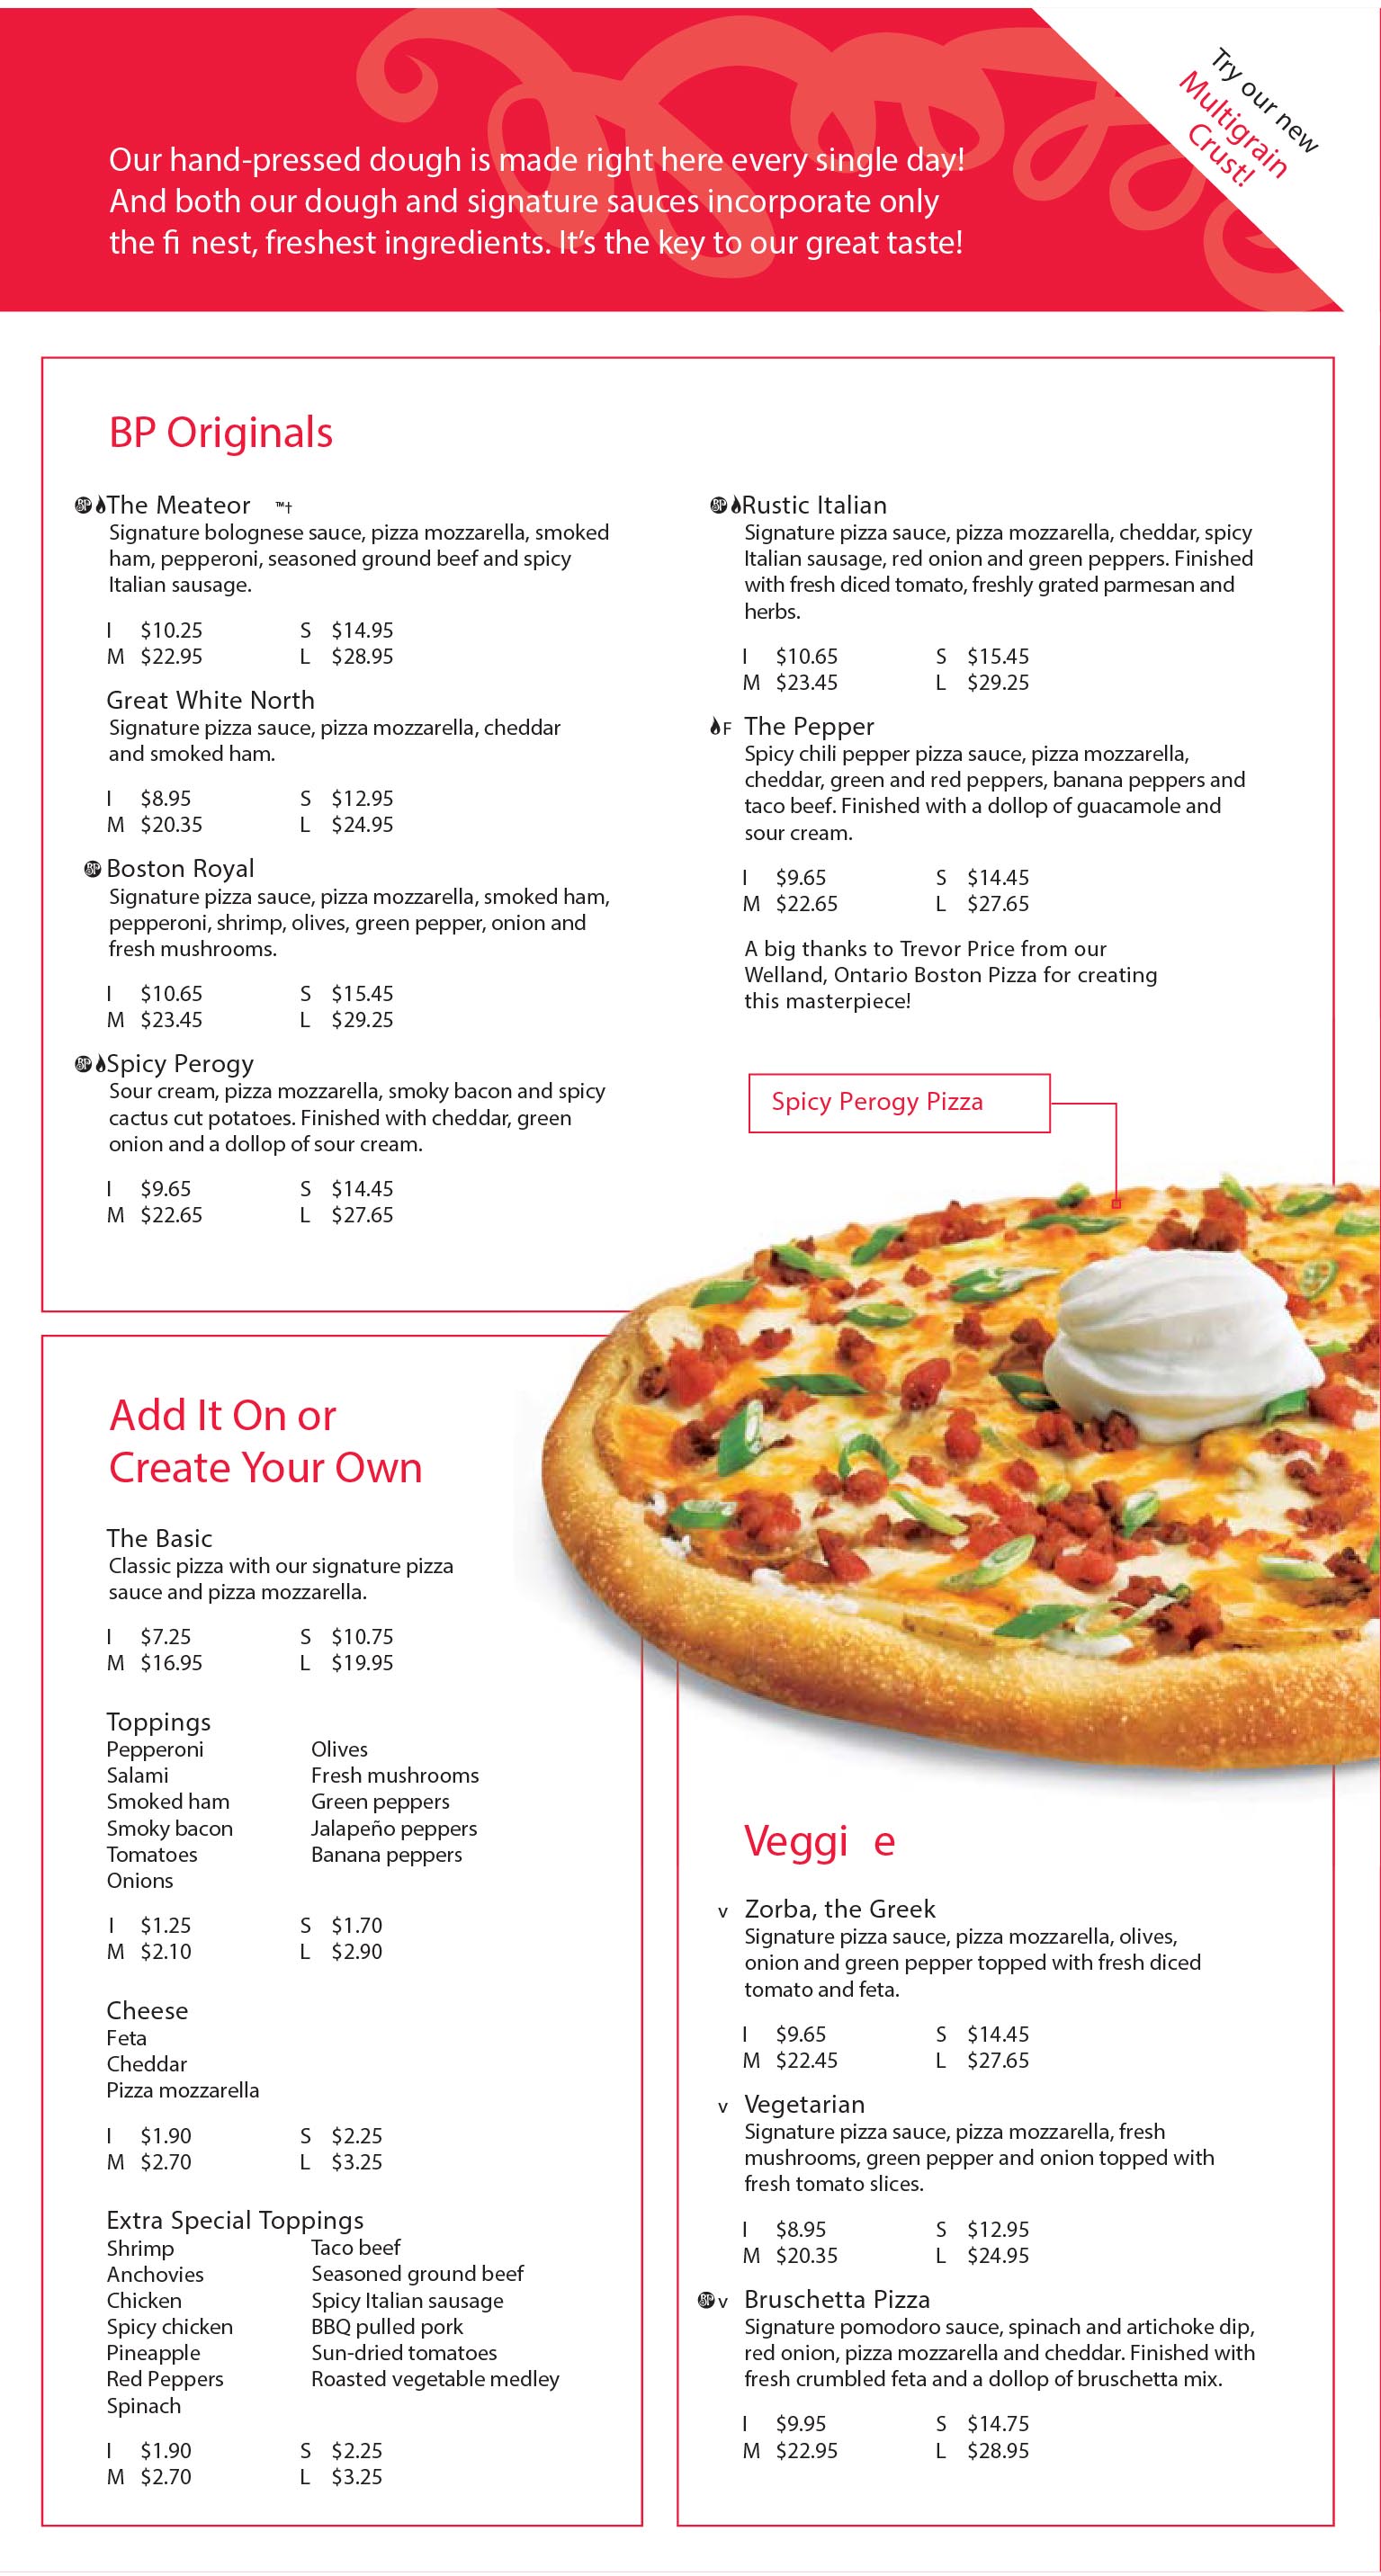 Try our new
Multigrain
Crust!
Our hand-pressed dough is made right here every single day!
And both our dough and signature sauces incorporate only
the fi nest, freshest ingredients. It's the key to our great taste!
BP Originals
BP The Meateor ™†
Signature bolognese sauce, pizza mozzarella, smoked
ham, pepperoni, seasoned ground beef and spicy
Italian sausage.
I $10.25 S $14.95
M $22.95 L $28.95
Great White North
Signature pizza sauce, pizza mozzarella, cheddar
and smoked ham.
I $8.95 S $12.95
M $20.35 L $24.95
BP Boston Royal
Signature pizza sauce, pizza mozzarella, smoked ham,
pepperoni, shrimp, olives, green pepper, onion and
fresh mushrooms.
I $10.65 S $15.45
M $23.45 L $29.25
BP Spicy Perogy
Sour cream, pizza mozzarella, smoky bacon and spicy
cactus cut potatoes. Finished with cheddar, green
onion and a dollop of sour cream.
I $9.65 S $14.45
M $22.65 L $27.65
BP Rustic Italian
Signature pizza sauce, pizza mozzarella, cheddar, spicy
Italian sausage, red onion and green peppers. Finished
with fresh diced tomato, freshly grated parmesan and
herbs.
I $10.65 S $15.45
M $23.45 L $29.25
F The Pepper
Spicy chili pepper pizza sauce, pizza mozzarella,
cheddar, green and red peppers, banana peppers and
taco beef. Finished with a dollop of guacamole and
sour cream.
I $9.65 S $14.45
M $22.65 L $27.65
A big thanks to Trevor Price from our
Welland, Ontario Boston Pizza for creating
this masterpiece!
Spicy Perogy Pizza
Add It On or
Create Your Own
The Basic
Classic pizza with our signature pizza
sauce and pizza mozzarella.
I $7.25 S $10.75
M $16.95 L $19.95
Toppings
Pepperoni Olives
Salami Fresh mushrooms
Smoked ham Green peppers
Smoky bacon Jalapeño peppers
Tomatoes Banana peppers
Onions
I $1.25 S $1.70
M $2.10 L $2.90
Cheese
Feta
Cheddar
Pizza mozzarella
I $1.90 S $2.25
M $2.70 L $3.25
Extra Special Toppings
Shrimp Taco beef
Anchovies Seasoned ground beef
Chicken Spicy Italian sausage
Spicy chicken BBQ pulled pork
Pineapple Sun-dried tomatoes
Red Peppers Roasted vegetable medley
Spinach
I $1.90 S $2.25
M $2.70 L $3.25
Veggi e
v Zorba, the Greek
Signature pizza sauce, pizza mozzarella, olives,
onion and green pepper topped with fresh diced
tomato and feta.
I $9.65 S $14.45
M $22.45 L $27.65
v Vegetarian
Signature pizza sauce, pizza mozzarella, fresh
mushrooms, green pepper and onion topped with
fresh tomato slices.
I $8.95 S $12.95
M $20.35 L $24.95
BP v Bruschetta Pizza
Signature pomodoro sauce, spinach and artichoke dip,
red onion, pizza mozzarella and cheddar. Finished with
fresh crumbled feta and a dollop of bruschetta mix.
I $9.95 S $14.75
M $22.95 L $28.95